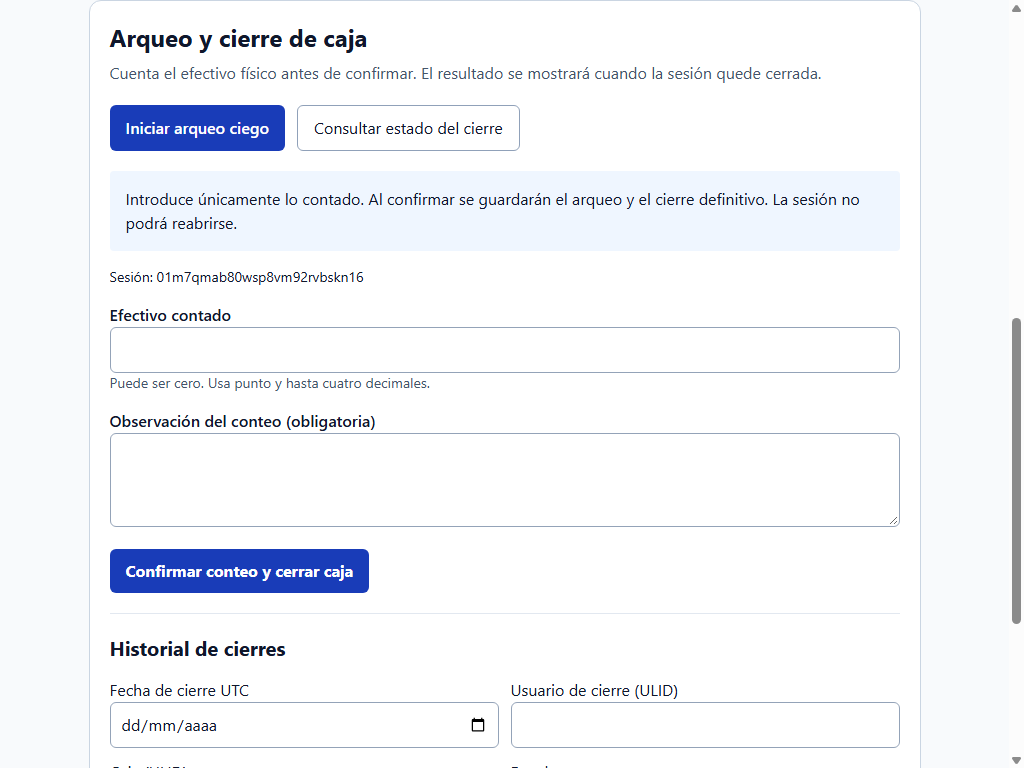 Arqueo y cierre de caja
Cuenta el efectivo físico antes de confirmar. El resultado se mostrará cuando la sesión quede cerrada.
Iniciar arqueo ciego
Consultar estado del cierre
Introduce únicamente lo contado. Al confirmar se guardarán el arqueo y el cierre definitivo. La sesión no
podrá reabrirse.
Sesión: 01m7qmab80wsp8vm92rvbskn16
Efectivo contado
Puede ser cero. Usa punto y hasta cuatro decimales.
Observación del conteo (obligatoria)
Confirmar conteo y cerrar caja
Historial de cierres
Fecha de cierre UTC
Usuario de cierre (ULID)
dd/mm/aaaa